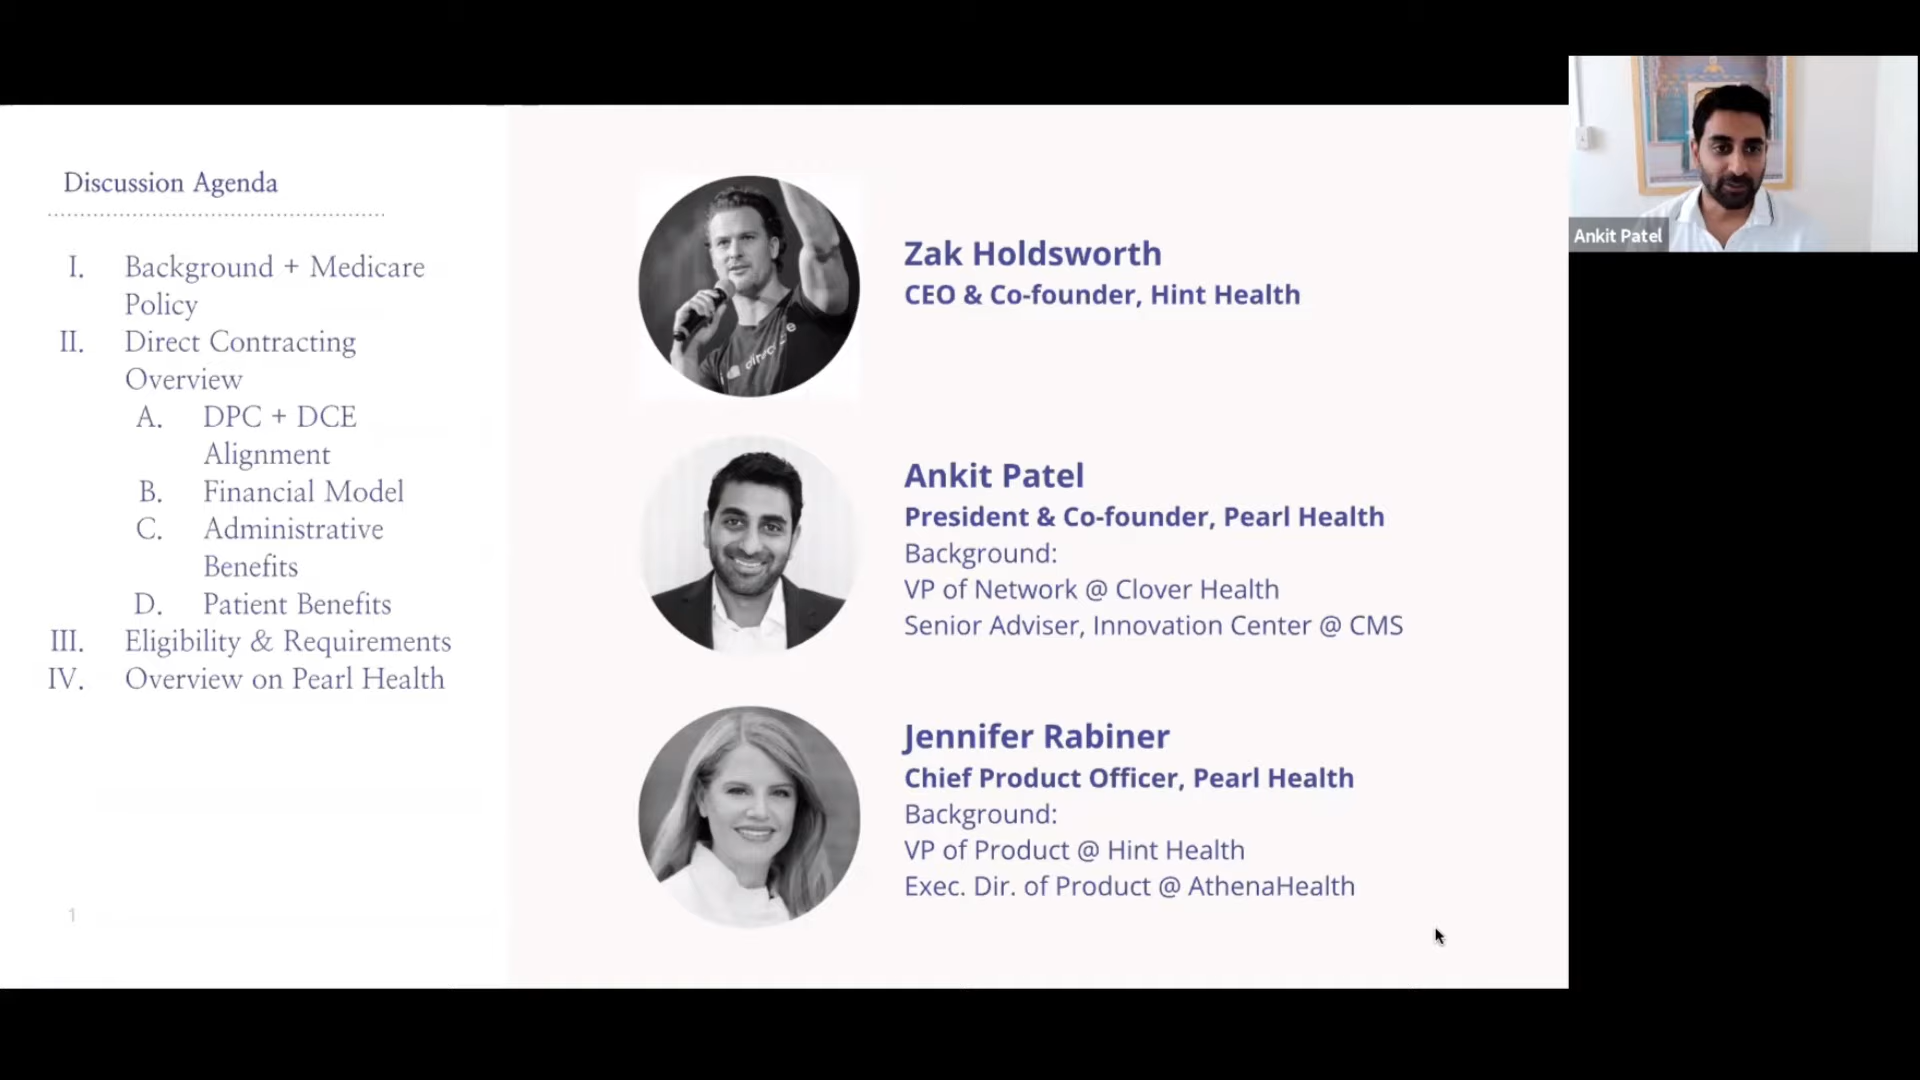 Discussion Agenda
I. Background + Medicare
Policy
II. Direct Contracting
Overview
A. DPC + DCE
Alignment
B. Financial Model
C. Administrative
Benefits
D. Patient Benefits
III. Eligibility & Requirements
IV. Overview on Pearl Health
1
Zak Holdsworth
CEO & Co-founder, Hint Health
Ankit Patel
President & Co-founder, Pearl Health
Background:
VP of Network @ Clover Health
Senior Adviser, Innovation Center @ CMS
Jennifer Rabiner
Chief Product Officer, Pearl Health
Background:
VP of Product @ Hint Health
Exec. Dir. of Product @ AthenaHealth
Ankit Patel